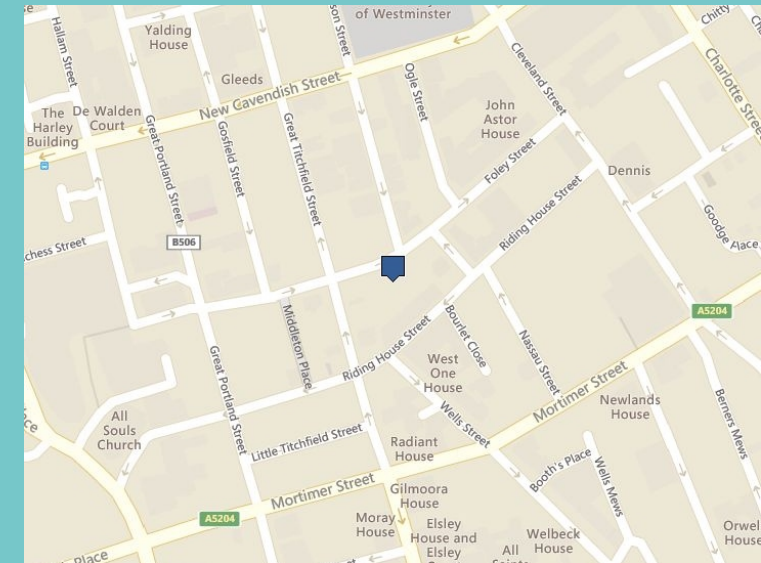 se
Hallam Street
Yalding
House
son Street
of Westminster
Chitty
Cleveland Street
Charlotte Street
Gleeds
New Cavendish Street
Ogle Street
The
Harley
Building
De Walden
Court
Great Portland Street
Gosfield Street
Great Titchfield Street
John
Astor
House
Foley Street
Dennis
Riding House Street
Goodge Place
chess Street
B506
A5204
Middleton Place
Bourlet Close
Nassau Street
Riding House Street
Great Portland Street
West
One
House
Mortimer Street
Newlands
House
Berners Mews
All
Souls
Church
Wells Street
Little Titchfield Street
Radiant
House
Booth's Place
Wells Mews
Mortimer Street
A5204
Gilmoora
House
Moray
House
Elsley
House and
Elsley
Welbeck
House
All
Orwel
House
Place